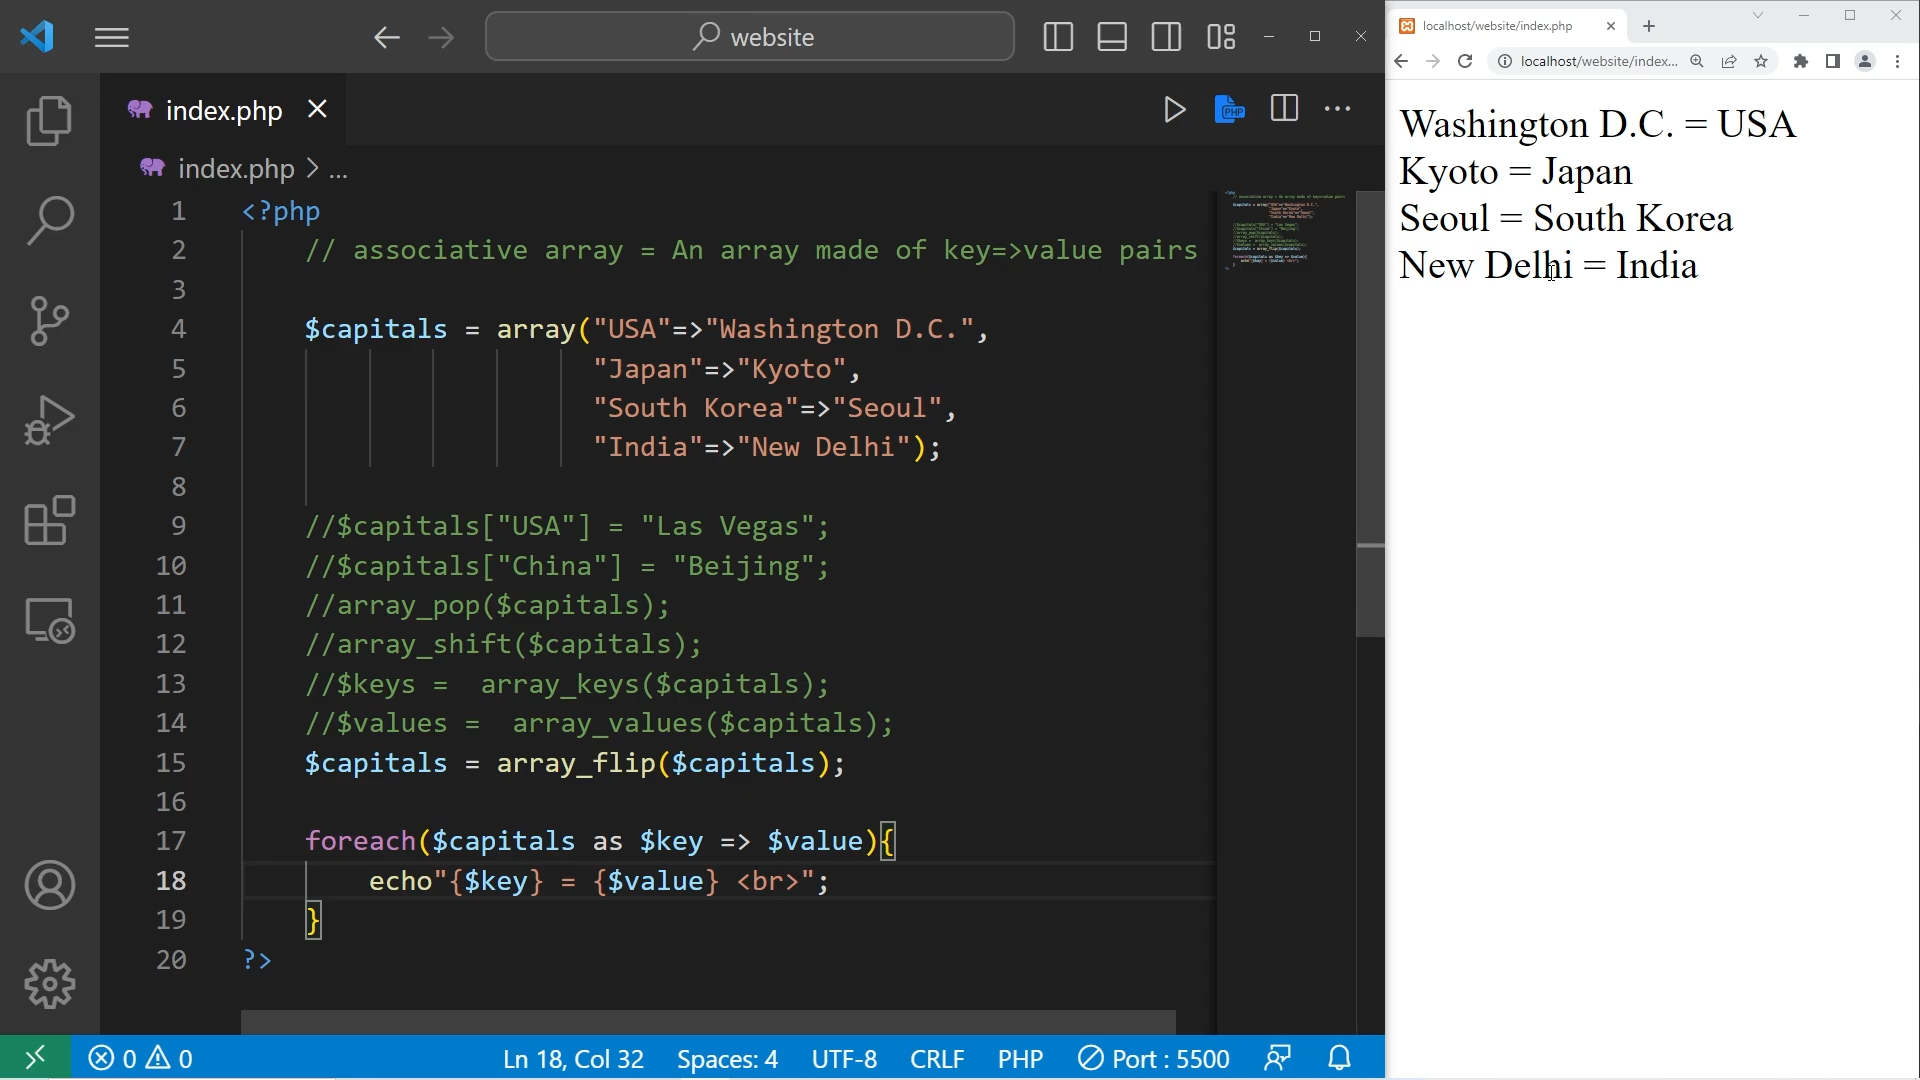 website
index.php
index.php > ...
1 <?php
2 // associative array = An array made of key=>value pairs
3
4 $capitals = array("USA"=>"Washington D.C.",
5 "Japan"=>"Kyoto",
6 "South Korea"=>"Seoul",
7 "India"=>"New Delhi");
8
9 //$capitals["USA"] = "Las Vegas";
10 //$capitals["China"] = "Beijing";
11 //array_pop($capitals);
12 //array_shift($capitals);
13 //$keys =  array_keys($capitals);
14 //$values =  array_values($capitals);
15 $capitals = array_flip($capitals);
16
17 foreach($capitals as $key => $value){
18 echo"{$key} = {$value} <br>";
19 }
20 ?>
0 0 Ln 18, Col 32 Spaces: 4 UTF-8 CRLF PHP Port : 5500
localhost/website/index.php
localhost/website/index...
Washington D.C. = USA
Kyoto = Japan
Seoul = South Korea
New Delhi = India